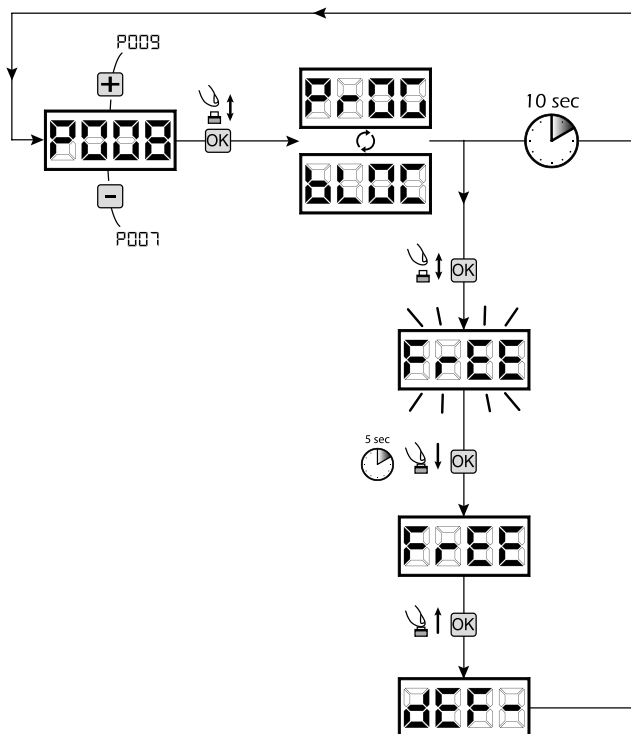 P009
+
P008
OK
-
P007
PrOG
bLOC
10 sec
OK
FrEE
5 sec
OK
FrEE
OK
dEF-